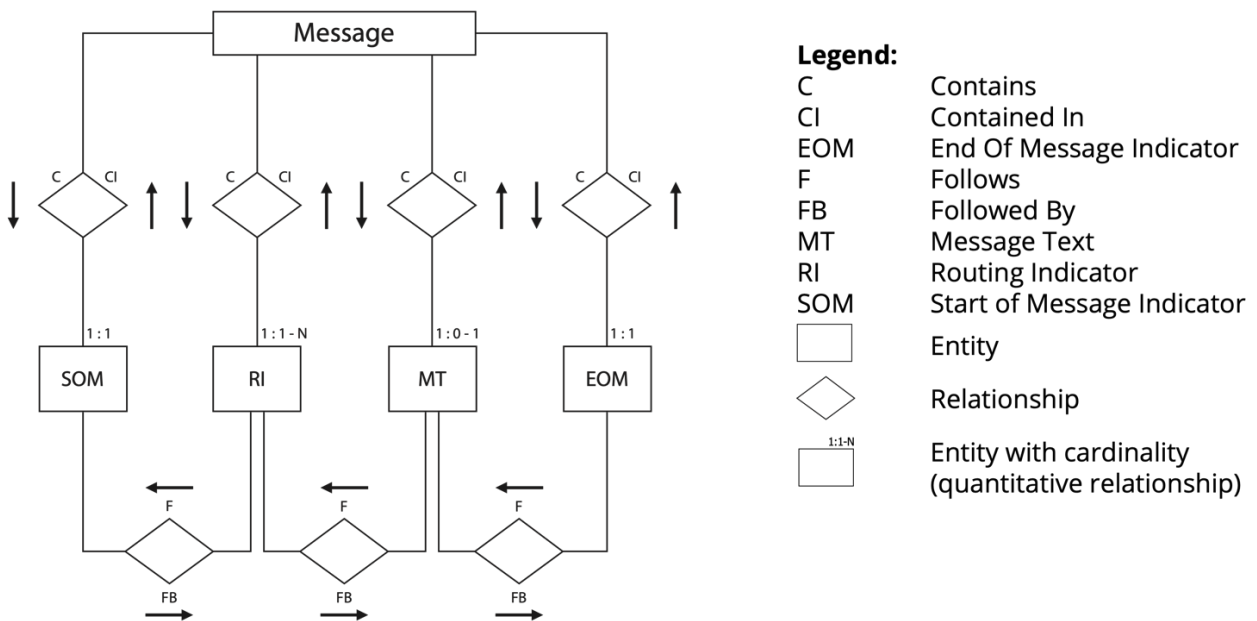 Message
C CI C CI C CI C CI
1:1 1:1-N 1:0-1 1:1
SOM RI MT EOM
F F F
FB FB FB
Legend:
C Contains
CI Contained In
EOM End Of Message Indicator
F Follows
FB Followed By
MT Message Text
RI Routing Indicator
SOM Start of Message Indicator
Entity
Relationship
1:1-N Entity with cardinality
(quantitative relationship)